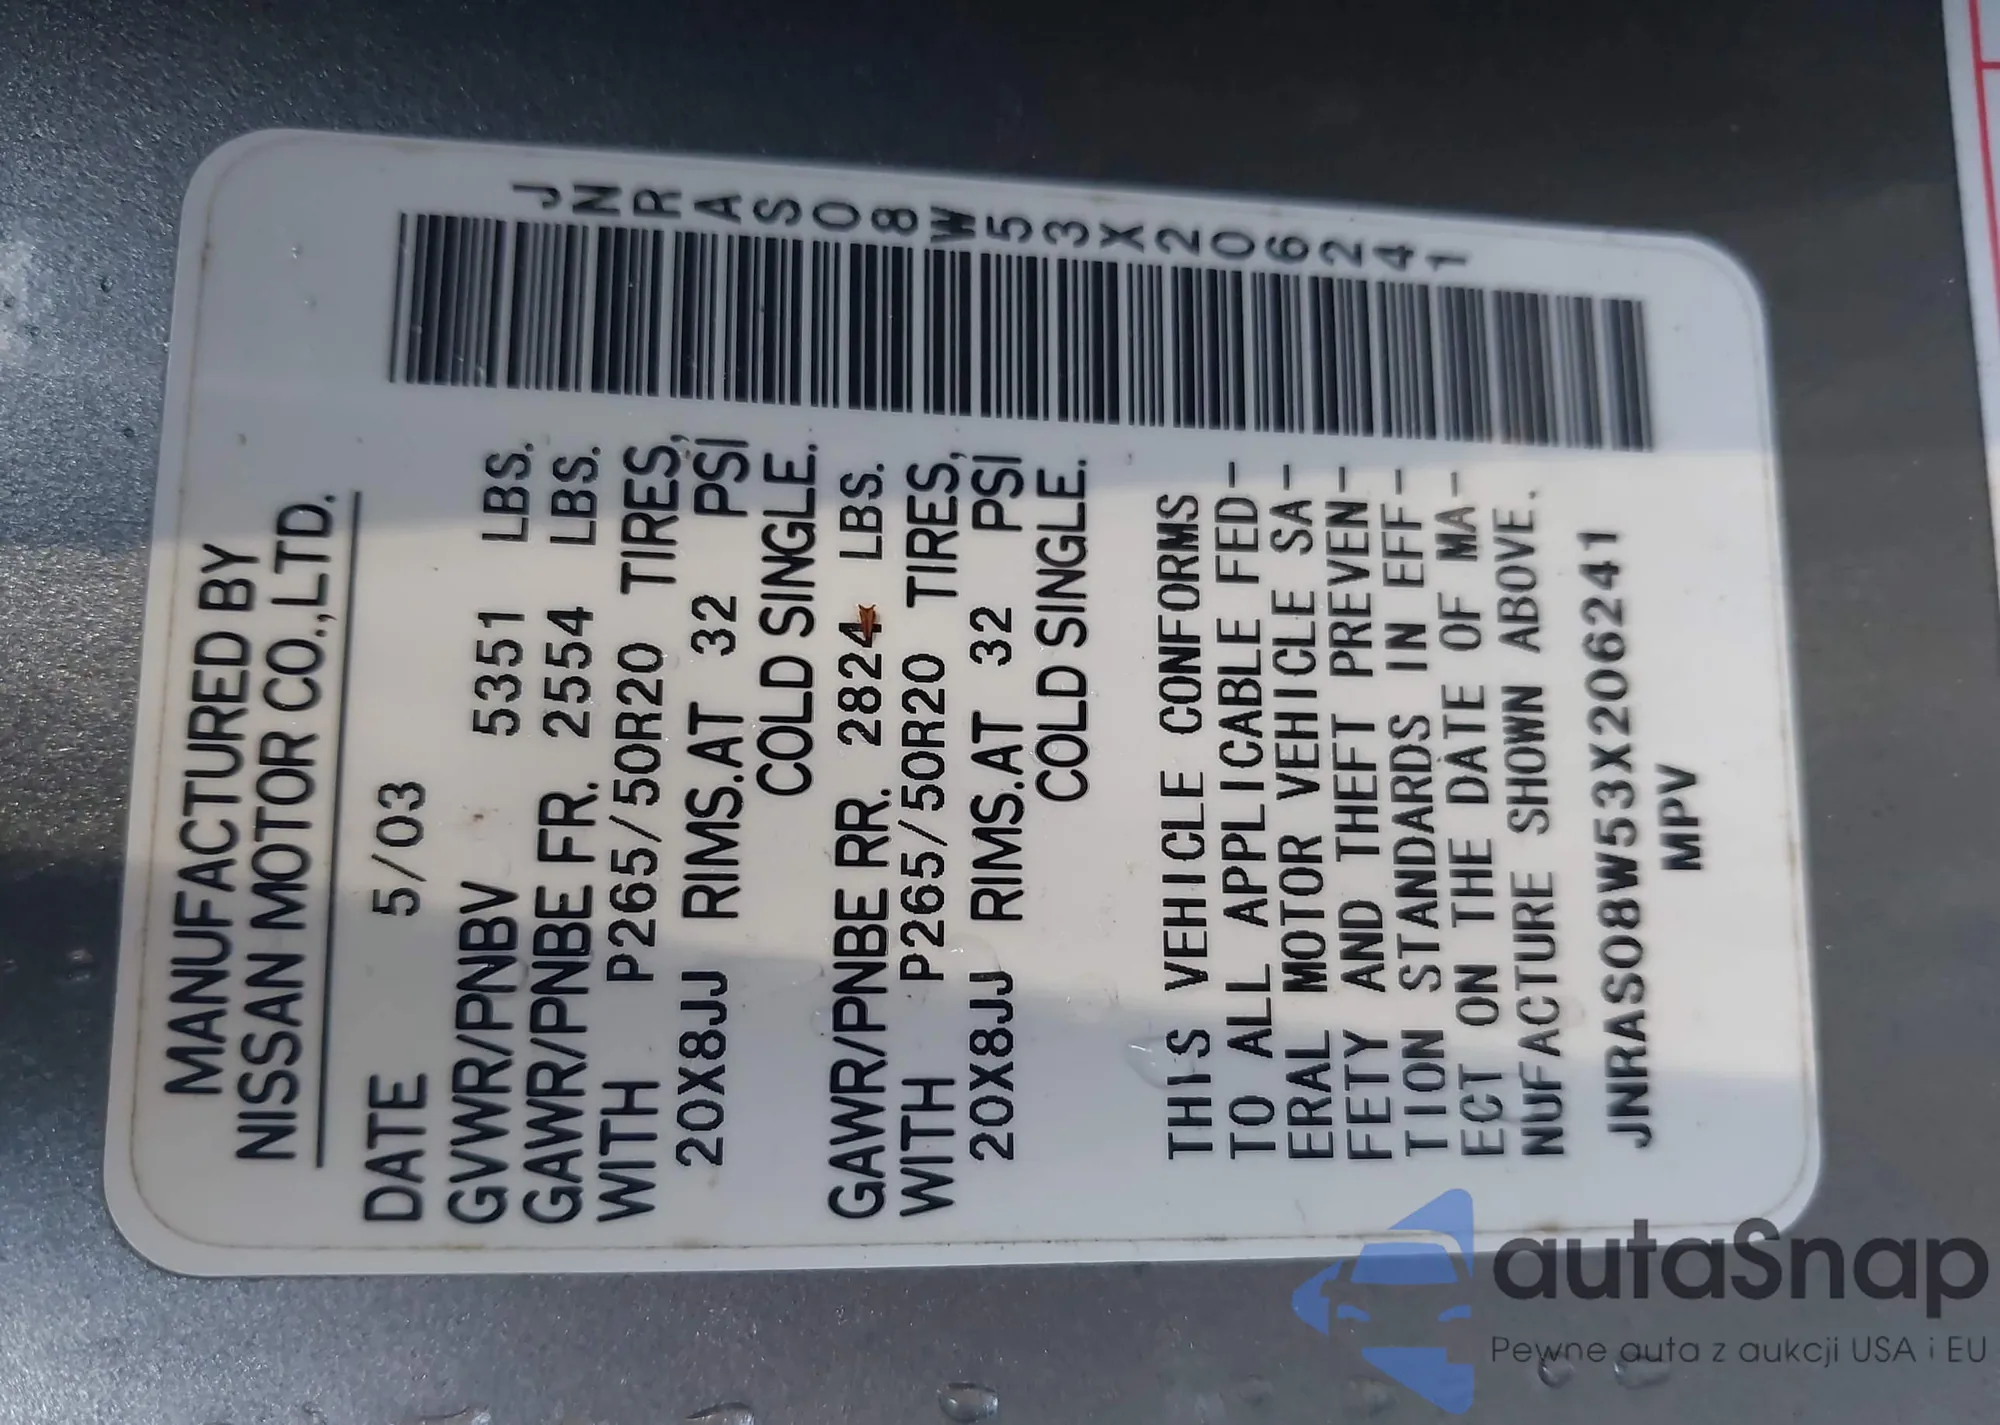 MANUFACTURED BY
NISSAN MOTOR CO.,LTD.
DATE 5/03
GVWR/PNBV 5351 LBS.
GAWR/PNBE FR. 2554 LBS.
WITH P265/50R20 TIRES,
20X8JJ RIMS.AT 32 PSI
COLD SINGLE.
GAWR/PNBE RR. 2824 LBS.
WITH P265/50R20 TIRES,
20X8JJ RIMS.AT 32 PSI
COLD SINGLE.
THIS VEHICLE CONFORMS
TO ALL APPLICABLE FED-
ERAL MOTOR VEHICLE SA-
FETY AND THEFT PREVEN-
TION STANDARDS IN EFF-
ECT ON THE DATE OF MA-
NUFACTURE SHOWN ABOVE.
JNRAS08W53X206241
MPV
JNRAS08W53X206241
autaSnap
Pewne auta z aukcji USA i EU